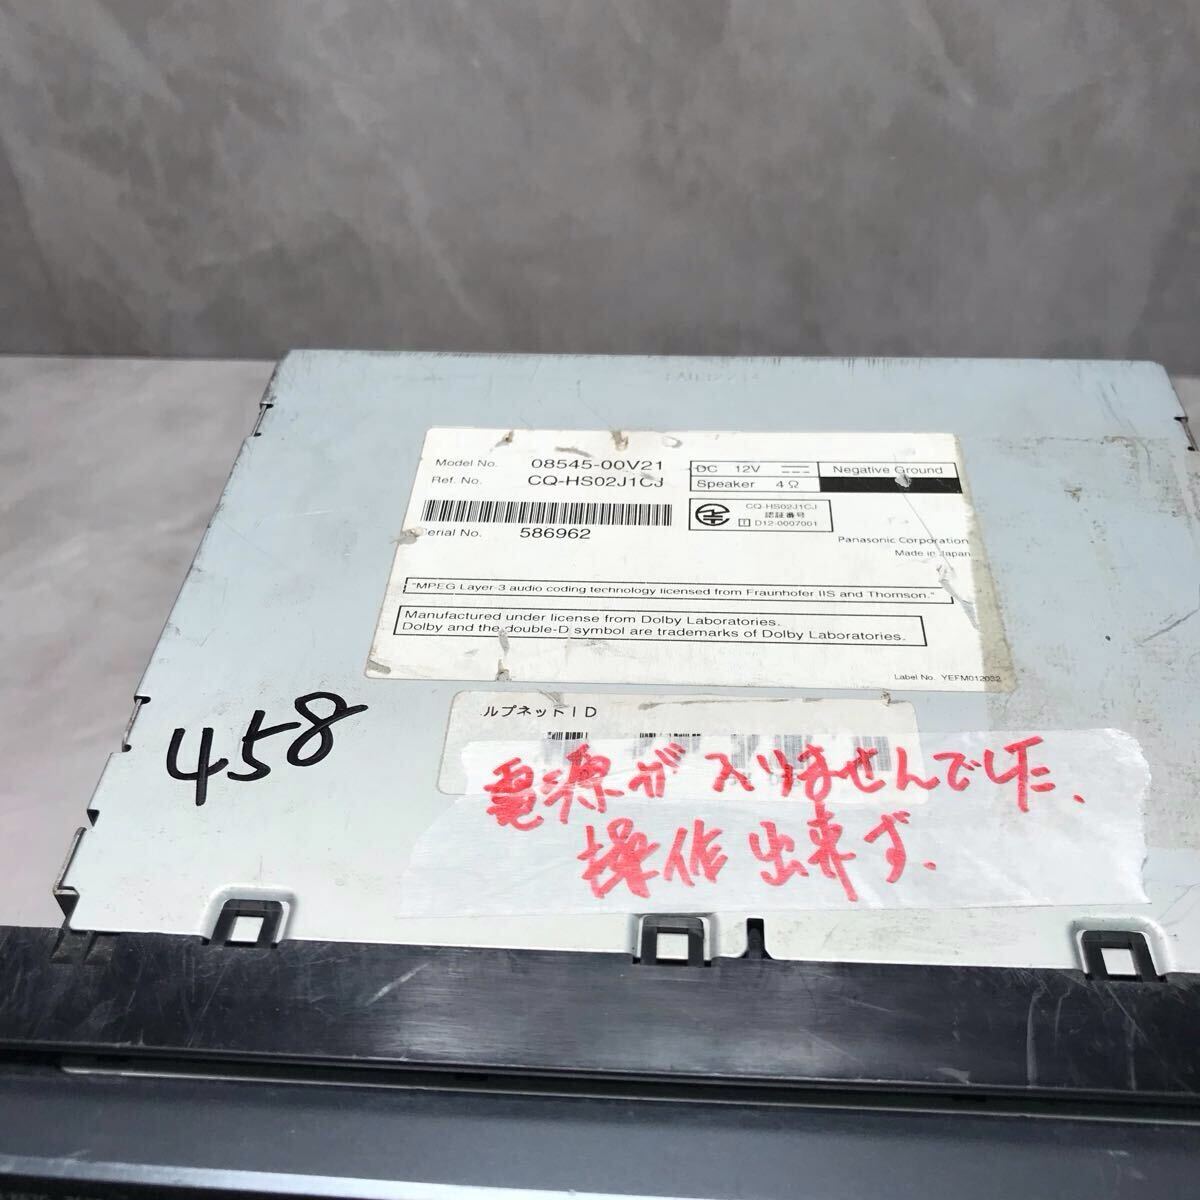 Model No. 08545-00V21
Ref. No. CQ-HS02J1CJ
DC 12V
Negative Ground
Speaker 4Ω
CQ-HS02J1CJ
認証番号
T D12-0007001
Serial No. 586962
Panasonic Corporation
Made in Japan
"MPEG Layer-3 audio coding technology licensed from Fraunhofer IIS and Thomson."
Manufactured under license from Dolby Laboratories.
Dolby and the double-D symbol are trademarks of Dolby Laboratories.
Label No. YEFM012032
ルプネットID
458
電源が入りませんでした.
操作出来ず.